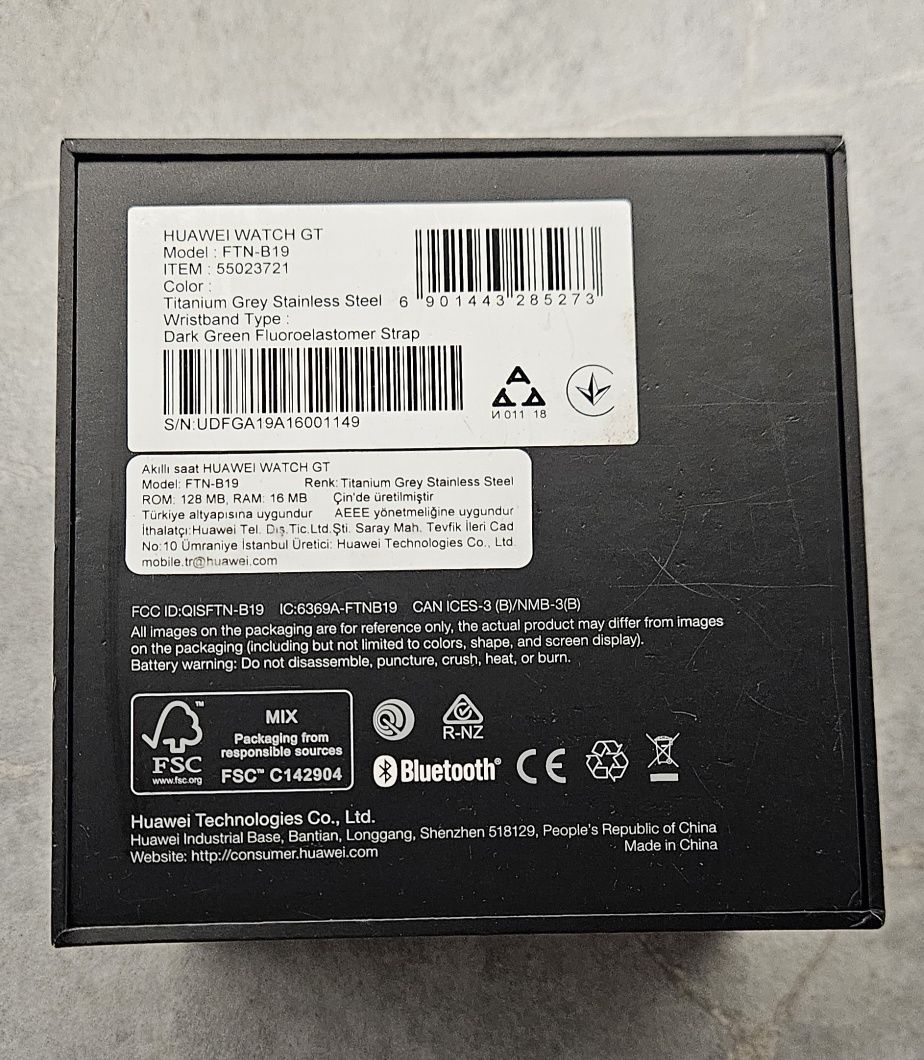 HUAWEI WATCH GT
Model : FTN-B19
ITEM : 55023721
Color :
Titanium Grey Stainless Steel
Wristband Type :
Dark Green Fluoroelastomer Strap
6 901443 285273
S/N:UDFGA19A16001149
И 011 18
Akıllı saat HUAWEI WATCH GT
Model: FTN-B19 Renk: Titanium Grey Stainless Steel
ROM: 128 MB, RAM: 16 MB Çin'de üretilmiştir
Türkiye altyapısına uygundur AEEE yönetmeliğine uygundur
İthalatçı:Huawei Tel. Dış.Tic.Ltd.Şti. Saray Mah. Tevfik İleri Cad
No:10 Ümraniye İstanbul Üretici: Huawei Technologies Co., Ltd.
mobile.tr@huawei.com
FCC ID:QISFTN-B19 IC:6369A-FTNB19 CAN ICES-3 (B)/NMB-3(B)
All images on the packaging are for reference only, the actual product may differ from images
on the packaging (including but not limited to colors, shape, and screen display).
Battery warning: Do not disassemble, puncture, crush, heat, or burn.
FSC
www.fsc.org
MIX
Packaging from
responsible sources
FSC™ C142904
R-NZ
Bluetooth®
CE
Huawei Technologies Co., Ltd.
Huawei Industrial Base, Bantian, Longgang, Shenzhen 518129, People's Republic of China
Website: http://consumer.huawei.com
Made in China